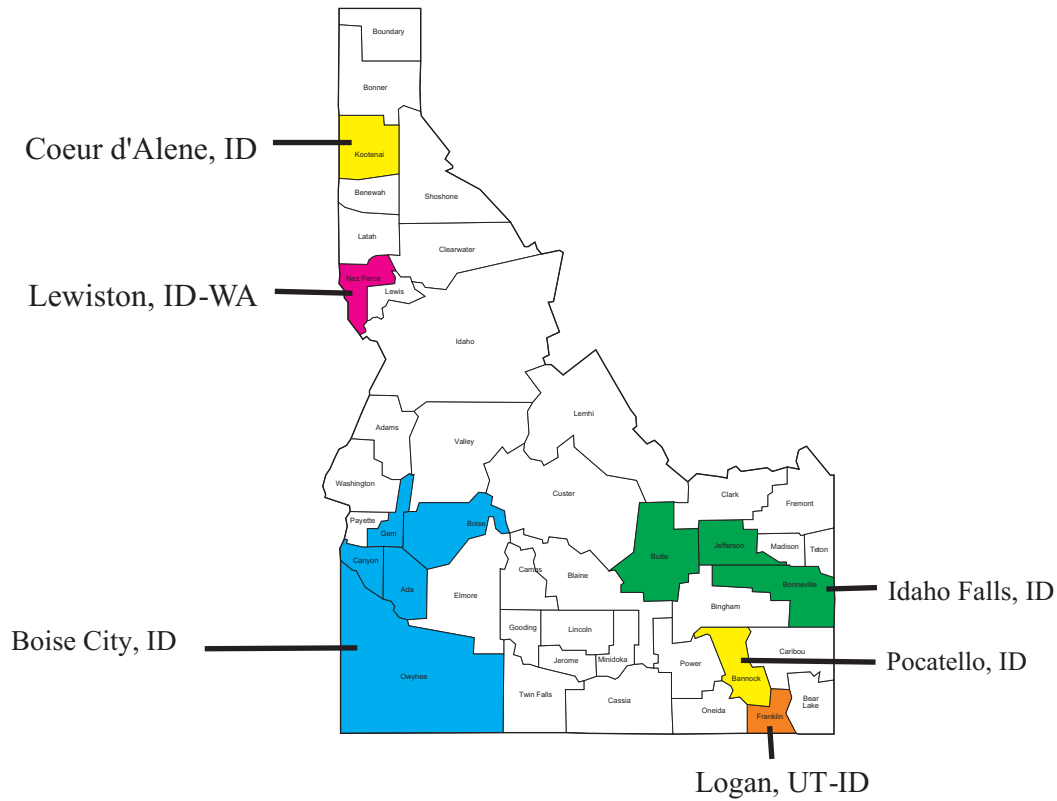 Boundary
Bonner
Coeur d'Alene, ID
Kootenai
Benewah
Shoshone
Latah
Clearwater
Nez Perce
Lewiston, ID-WA
Lewis
Idaho
Lemhi
Adams
Valley
Washington
Custer
Clark
Fremont
Payette
Gem
Boise
Canyon
Butte
Jefferson
Madison
Teton
Camas
Blaine
Ada
Elmore
Bonneville
Idaho Falls, ID
Bingham
Gooding
Lincoln
Boise City, ID
Jerome
Minidoka
Power
Caribou
Pocatello, ID
Owyhee
Bannock
Twin Falls
Cassia
Oneida
Bear
Lake
Franklin
Logan, UT-ID